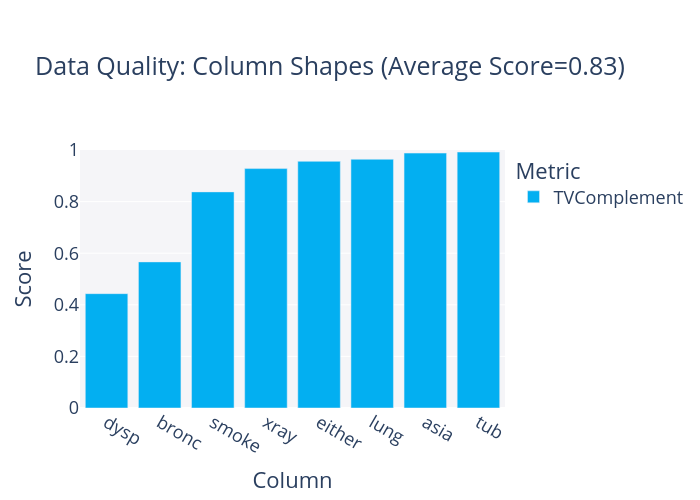 Data Quality: Column Shapes (Average Score=0.83)
Metric
TVComplement
Score
1
0.8
0.6
0.4
0.2
0
dysp
bronc
smoke
xray
either
lung
asia
tub
Column